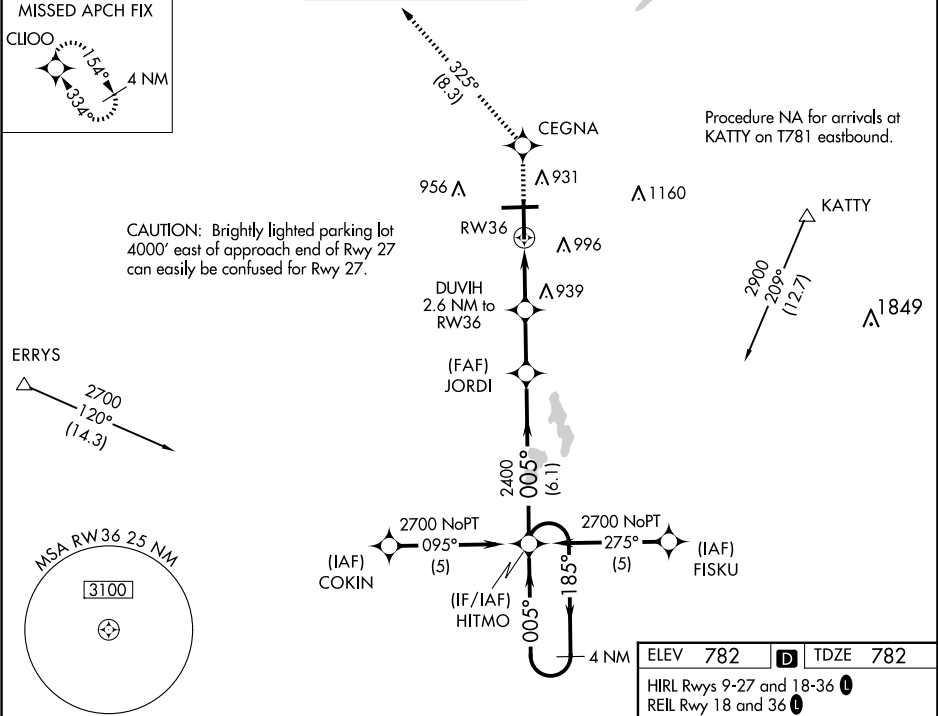 MISSED APCH FIX
CLIOO
154°
4 NM
334°
325°
(8.3)
CEGNA
Procedure NA for arrivals at
KATTY on T781 eastbound.
956
931
1160
KATTY
RW36
996
CAUTION: Brightly lighted parking lot
4000' east of approach end of Rwy 27
can easily be confused for Rwy 27.
DUVIH
2.6 NM to
RW36
939
2900
209°
(12.7)
1849
ERRYS
2700
120°
(14.3)
(FAF)
JORDI
2400
005°
(6.1)
2700 NoPT
095°
(5)
(IAF)
COKIN
2700 NoPT
275°
(5)
(IAF)
FISKU
(IF/IAF)
HITMO
005°
185°
4 NM
MSA RW36 25 NM
3100
ELEV 782 D TDZE 782
HIRL Rwys 9-27 and 18-36 L
REIL Rwy 18 and 36 L